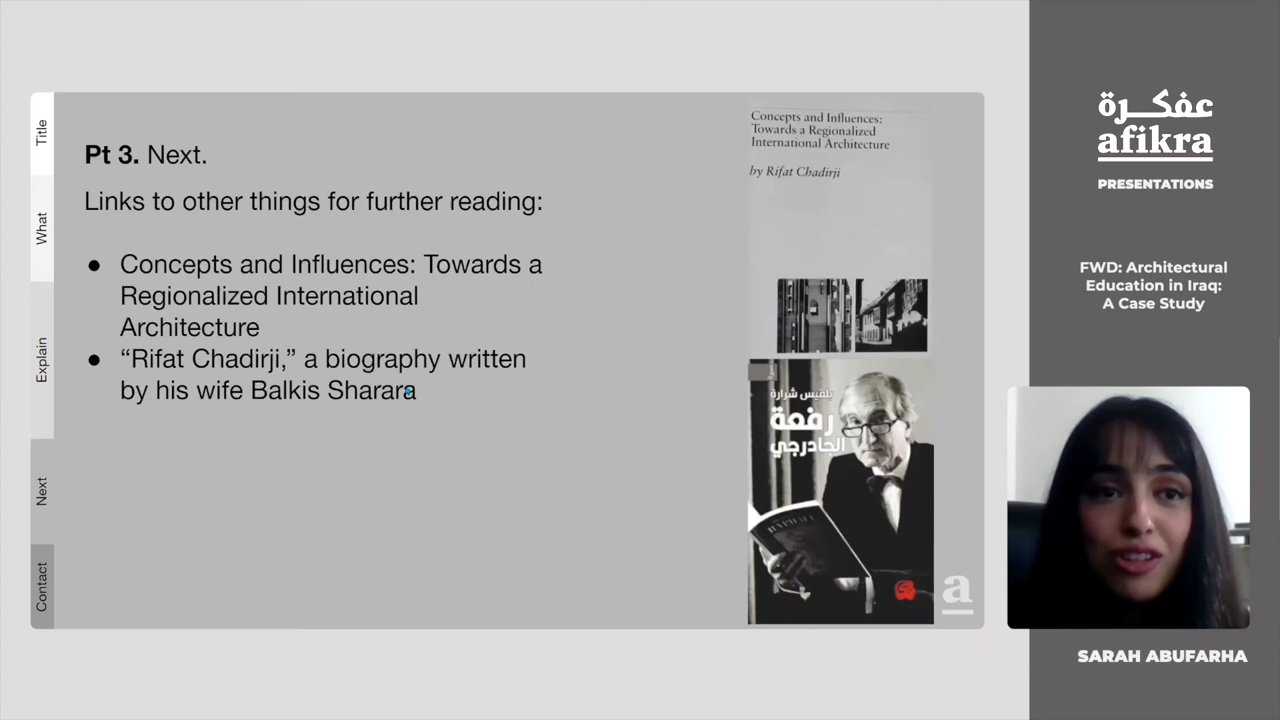 Title
What
Explain
Next
Contact
Pt 3. Next.
Links to other things for further reading:
● Concepts and Influences: Towards a
Regionalized International
Architecture
● “Rifat Chadirji,” a biography written
by his wife Balkis Sharara
Concepts and Influences:
Towards a Regionalized
International Architecture
by Rifat Chadirji
بلقيس شرارة
رفعة
الجادرجي
RAPHAEL
a
عفكرة
afikra
PRESENTATIONS
FWD: Architectural
Education in Iraq:
A Case Study
SARAH ABUFARHA